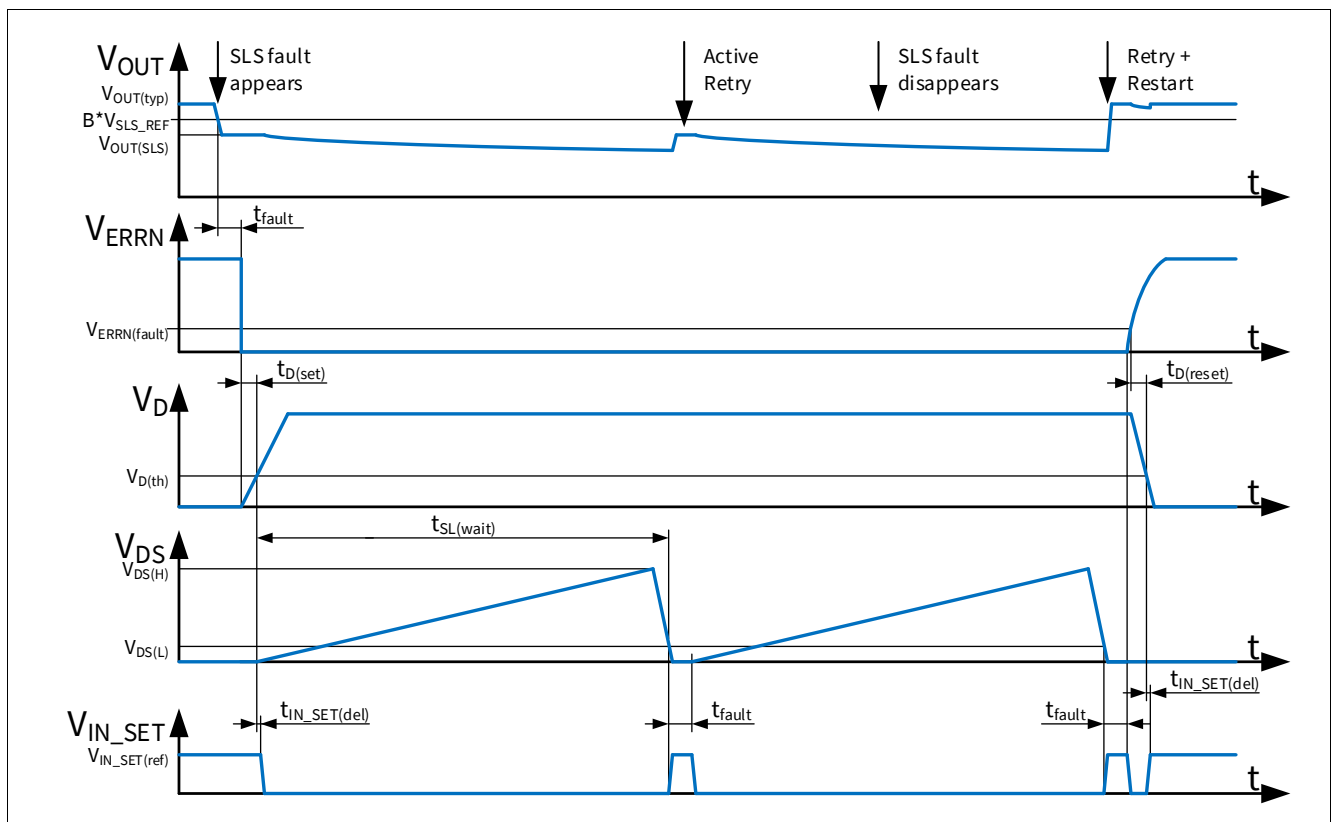 SLS fault
appears
Active
Retry
SLS fault
disappears
Retry +
Restart
VOUT
VOUT(typ)
B*VSLS_REF
VOUT(SLS)
t
tfault
VERRN
VERRN(fault)
t
tD(set)
tD(reset)
VD
VD(th)
t
tSL(wait)
VDS
VDS(H)
VDS(L)
t
tIN_SET(del)
tfault
tfault
tIN_SET(del)
VIN_SET
VIN_SET(ref)
t